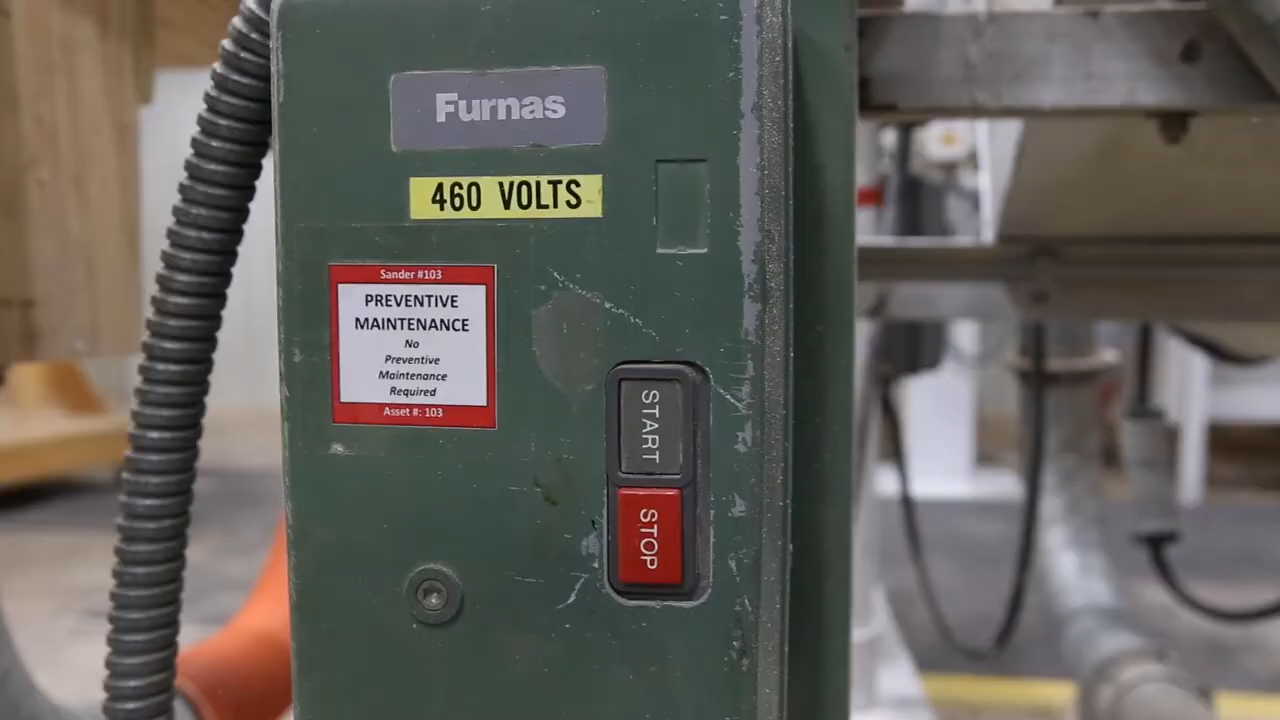 Furnas
460 VOLTS
Sander #103
PREVENTIVE
MAINTENANCE
No
Preventive
Maintenance
Required
Asset #: 103
START
STOP